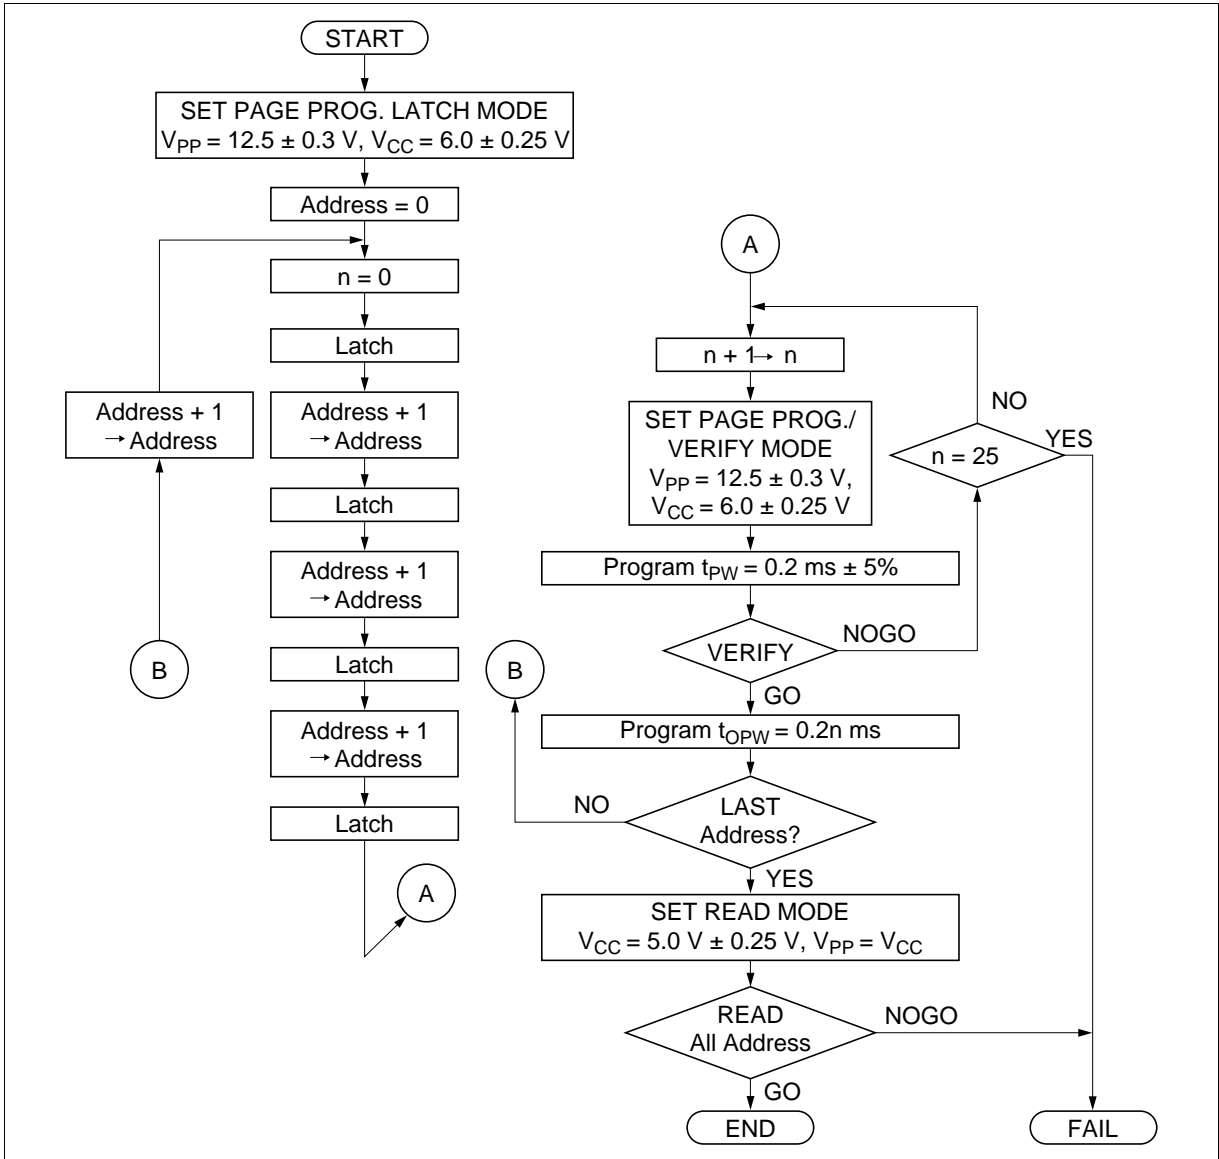 START
SET PAGE PROG. LATCH MODE
VPP = 12.5 ± 0.3 V, VCC = 6.0 ± 0.25 V
Address = 0
n = 0
Latch
Address + 1
→ Address
Latch
Address + 1
→ Address
Latch
Address + 1
→ Address
Latch
A
Address + 1
→ Address
B
A
n + 1→ n
SET PAGE PROG./
VERIFY MODE
VPP = 12.5 ± 0.3 V,
VCC = 6.0 ± 0.25 V
Program tPW = 0.2 ms ± 5%
VERIFY
NOGO
GO
n = 25
NO
YES
Program tOPW = 0.2n ms
LAST
Address?
NO
B
YES
SET READ MODE
VCC = 5.0 V ± 0.25 V, VPP = VCC
READ
All Address
NOGO
GO
END
FAIL